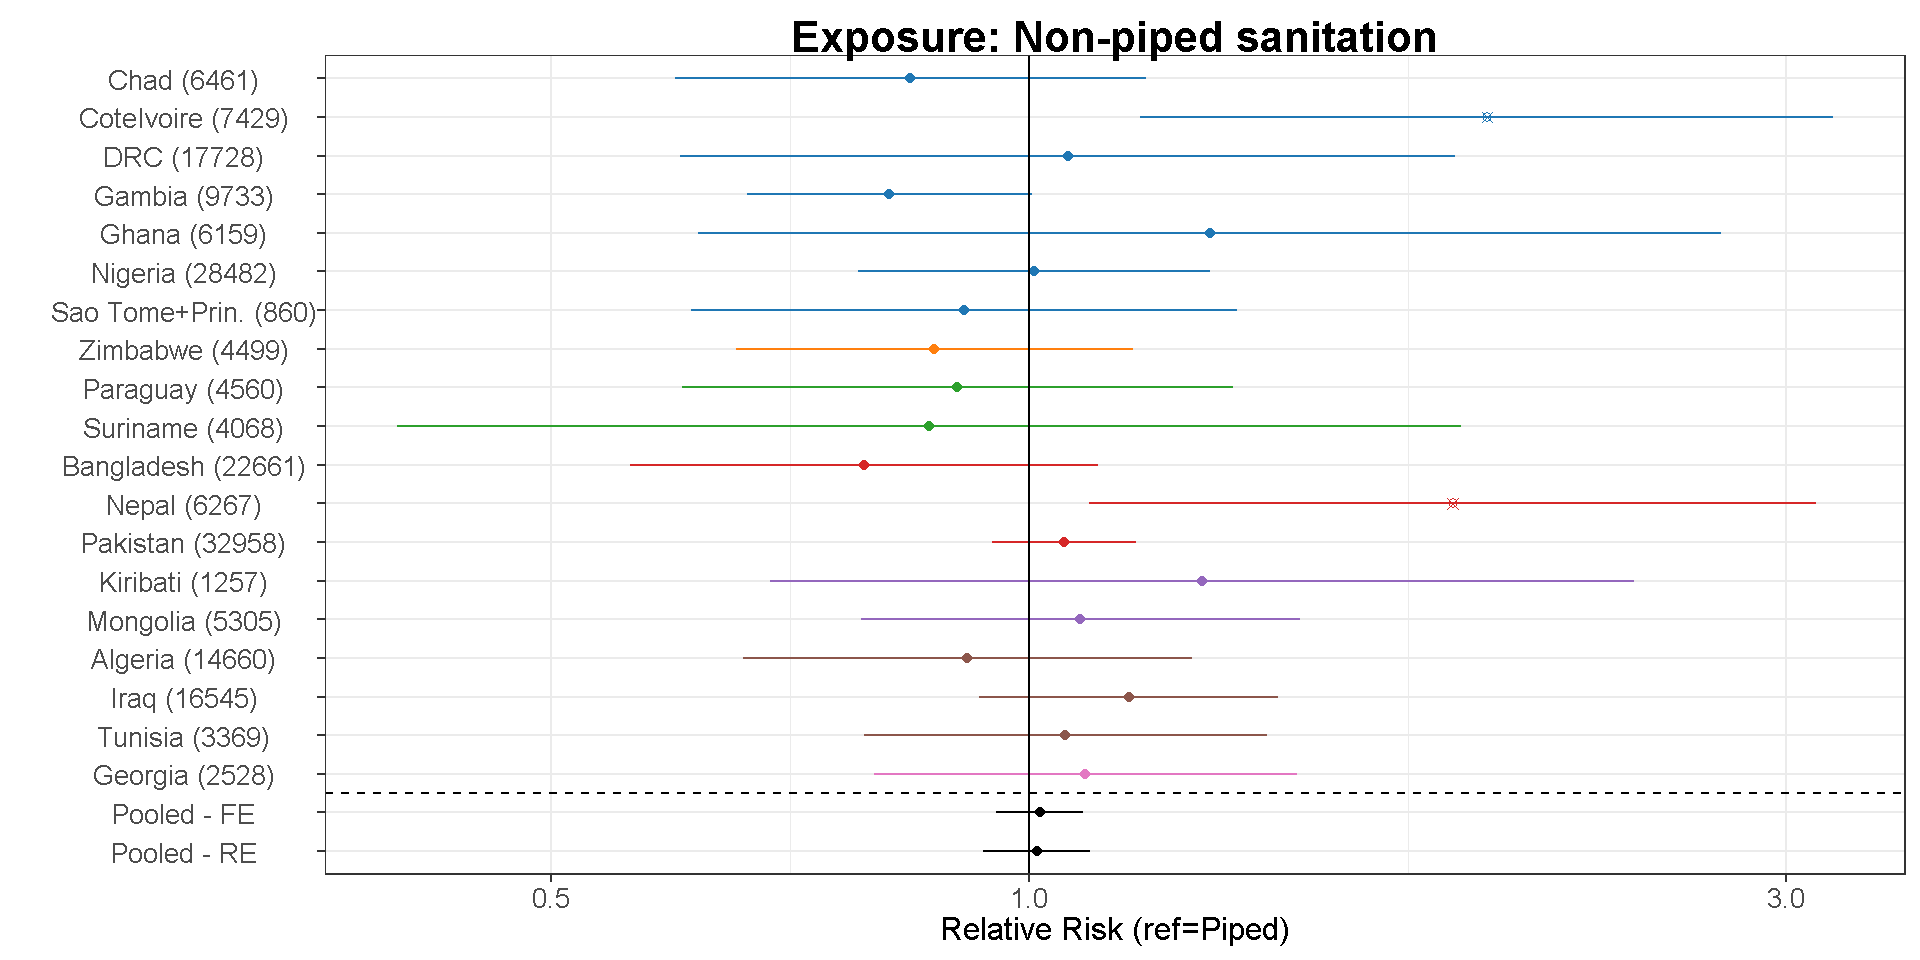 Exposure: Non-piped sanitation
Chad (6461)
CoteIvoire (7429)
DRC (17728)
Gambia (9733)
Ghana (6159)
Nigeria (28482)
Sao Tome+Prin. (860)
Zimbabwe (4499)
Paraguay (4560)
Suriname (4068)
Bangladesh (22661)
Nepal (6267)
Pakistan (32958)
Kiribati (1257)
Mongolia (5305)
Algeria (14660)
Iraq (16545)
Tunisia (3369)
Georgia (2528)
Pooled - FE
Pooled - RE
0.5 1.0 3.0
Relative Risk (ref=Piped)